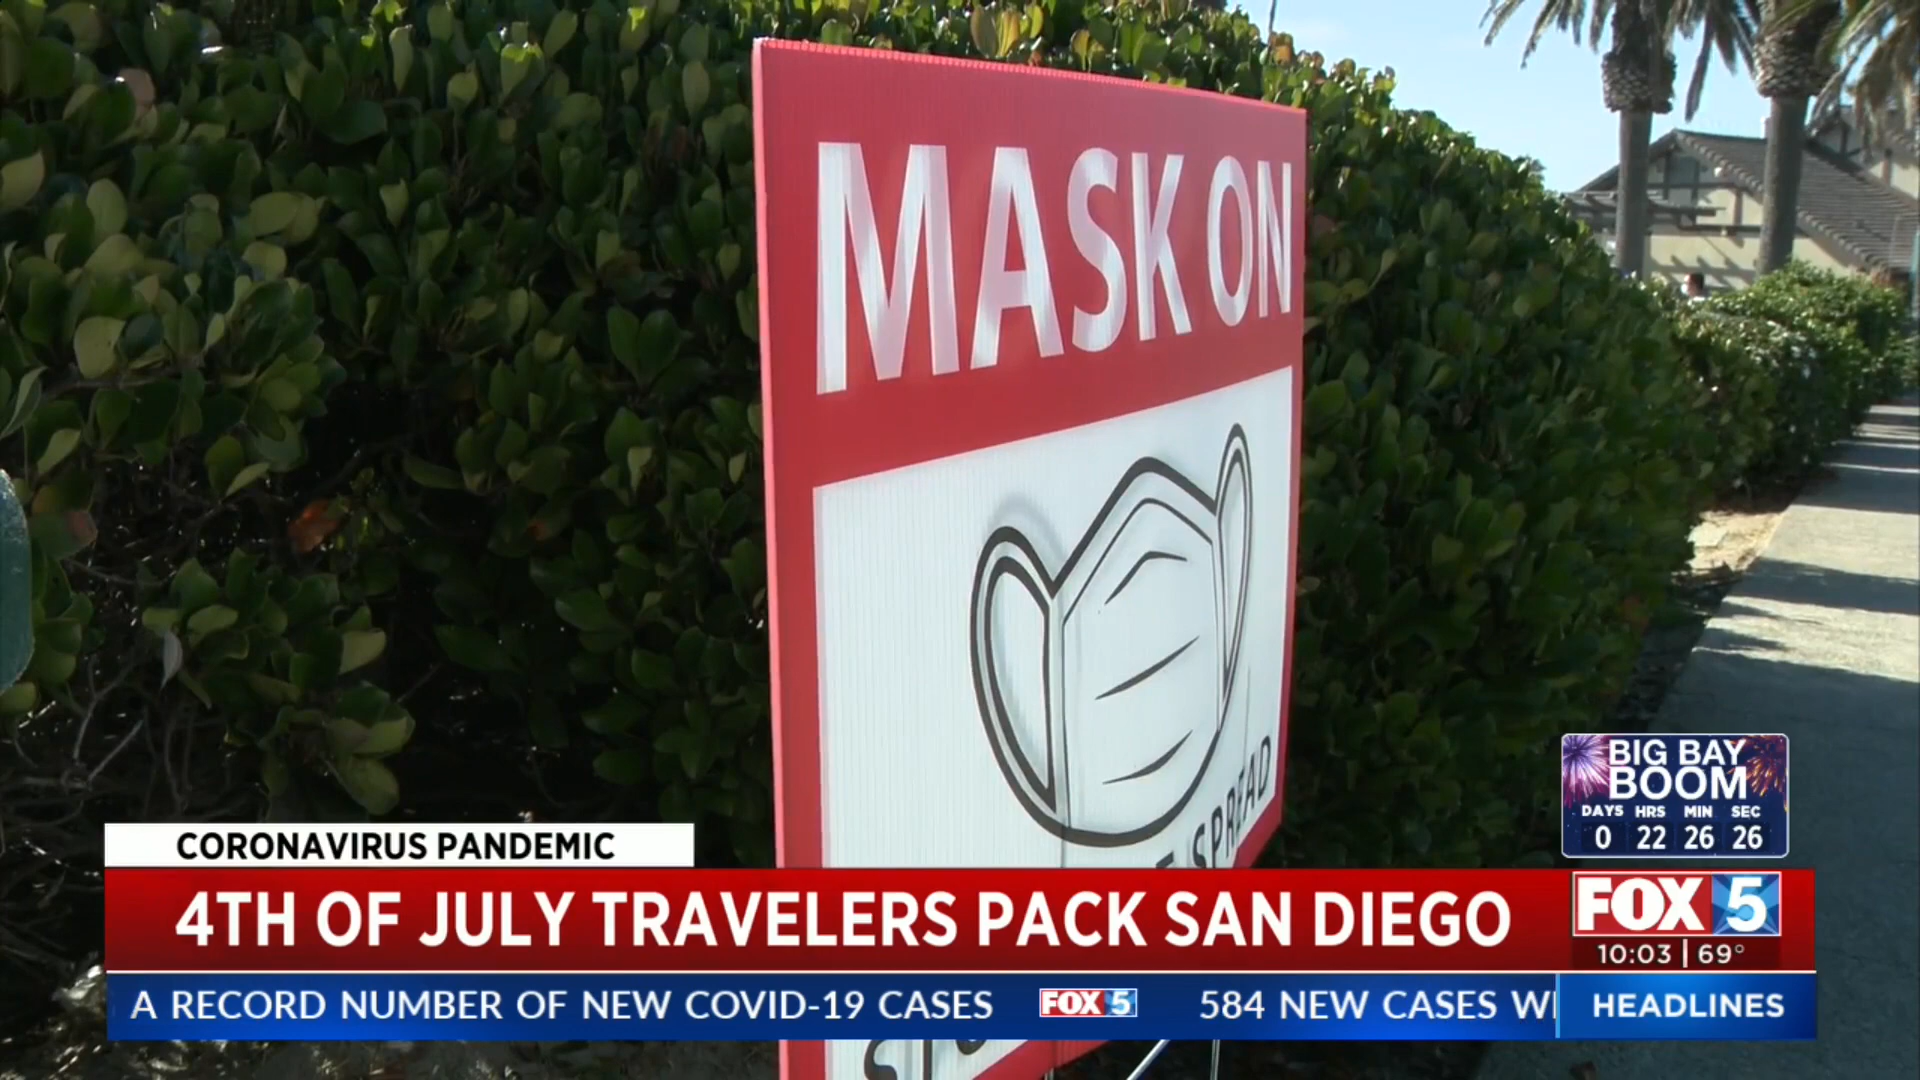 MASK ON
SPREAD
BIG BAY
BOOM
DAYS HRS MIN SEC
0 22 26 26
CORONAVIRUS PANDEMIC
4TH OF JULY TRAVELERS PACK SAN DIEGO
FOX 5
10:03 | 69°
A RECORD NUMBER OF NEW COVID-19 CASES FOX 5 584 NEW CASES WI
HEADLINES